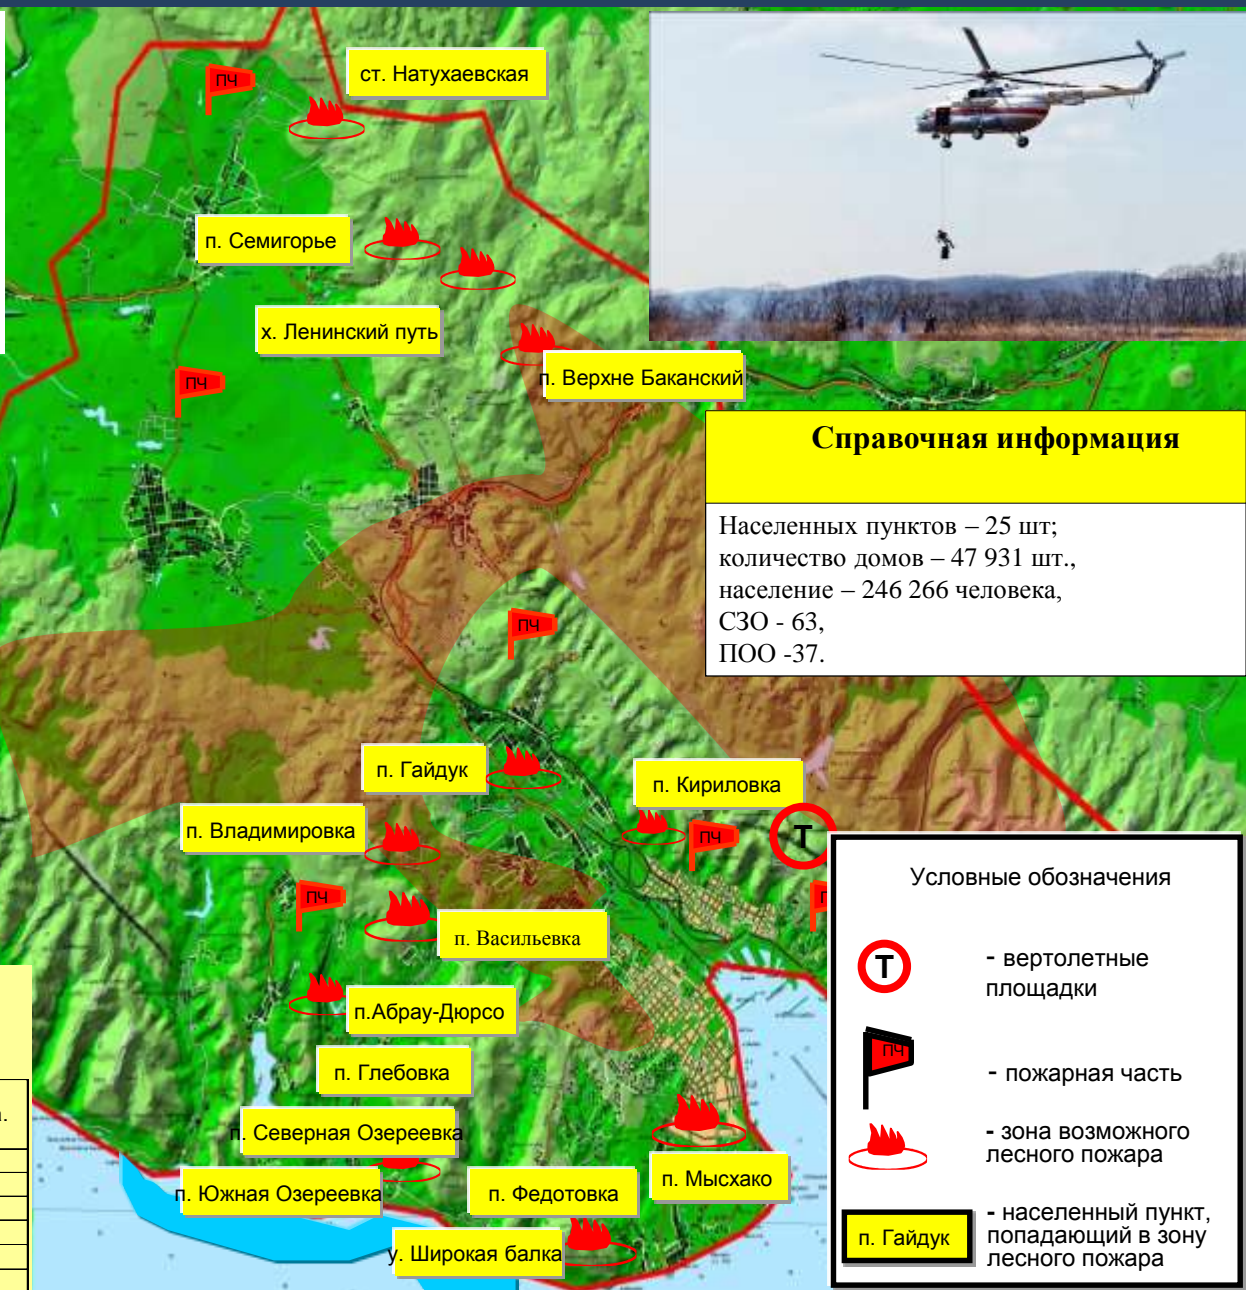 ПЧ
ст. Натухаевская
п. Семигорье
х. Ленинский путь
п. Верхне Баканский
ПЧ
Справочная информация
Населенных пунктов – 25 шт;
количество домов – 47 931 шт.,
население – 246 266 человека,
СЗО - 63,
ПОО -37.
ПЧ
п. Гайдук
п. Кириловка
п. Владимировка
ПЧ
Т
ПЧ
п. Васильевка
п.Абрау-Дюрсо
п. Глебовка
п. Северная Озереевка
п. Южная Озереевка
п. Федотовка
п. Мысхако
у. Широкая балка
а.
Условные обозначения
Т
- вертолетные
площадки
ПЧ
- пожарная часть
- зона возможного
лесного пожара
п. Гайдук
- населенный пункт,
попадающий в зону
лесного пожара